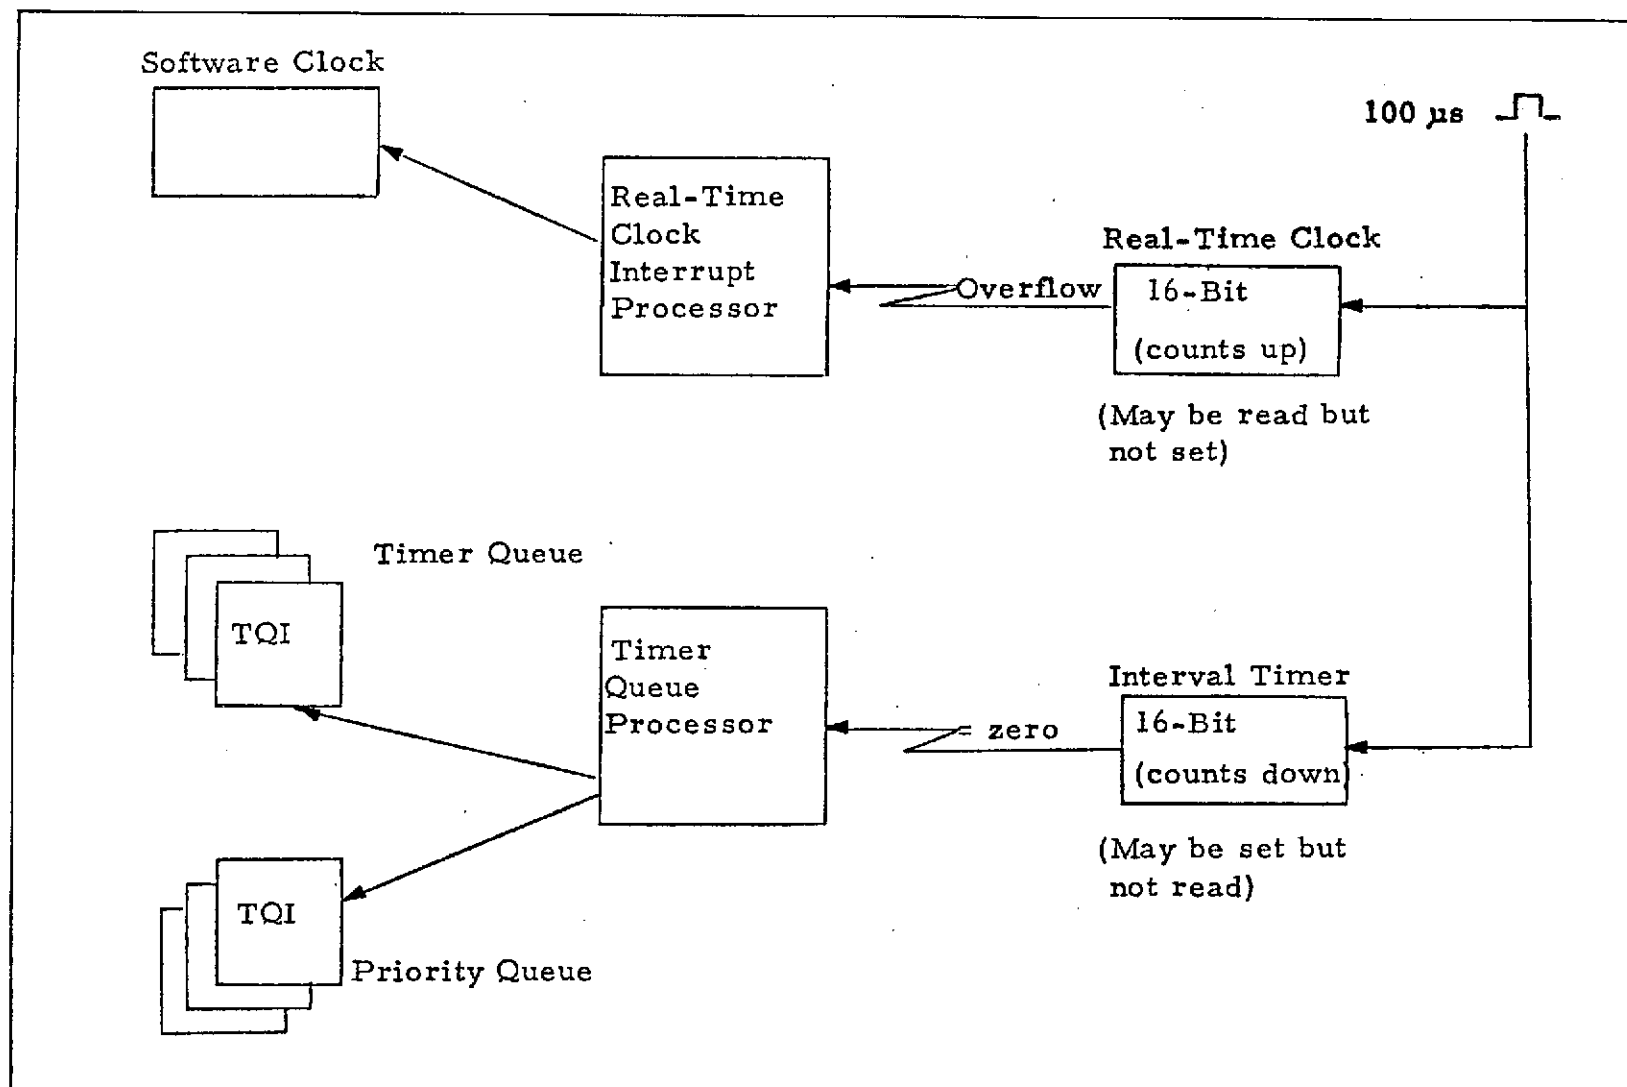 Software Clock
100 µs
Real-Time
Clock
Interrupt
Processor
Overflow
Real-Time Clock
16-Bit
(counts up)
(May be read but
not set)
Timer Queue
TQI
Timer
Queue
Processor
= zero
Interval Timer
16-Bit
(counts down)
(May be set but
not read)
TQI
Priority Queue